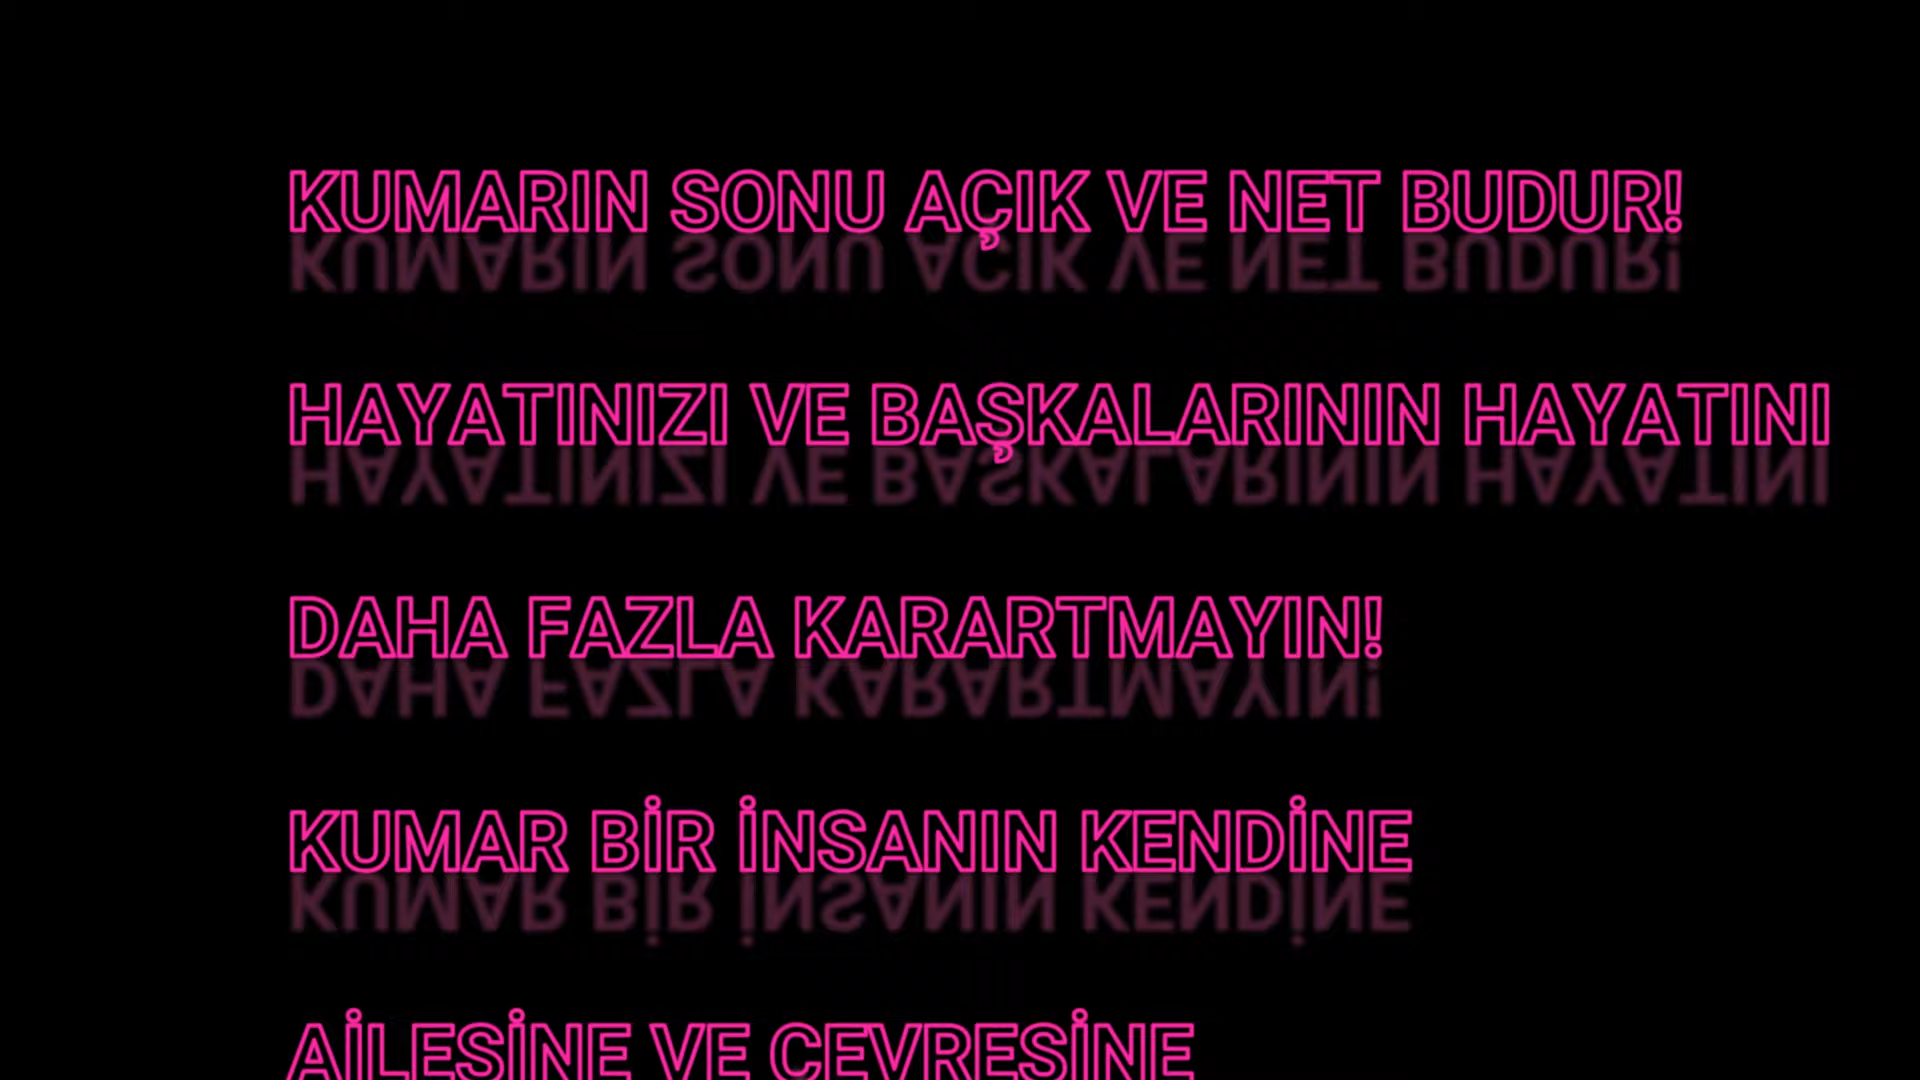 KUMARIN SONU AÇIK VE NET BUDUR!
HAYATINIZI VE BAŞKALARININ HAYATINI
DAHA FAZLA KARARTMAYIN!
KUMAR BİR İNSANIN KENDİNE
AİLESİNE VE ÇEVRESİNE